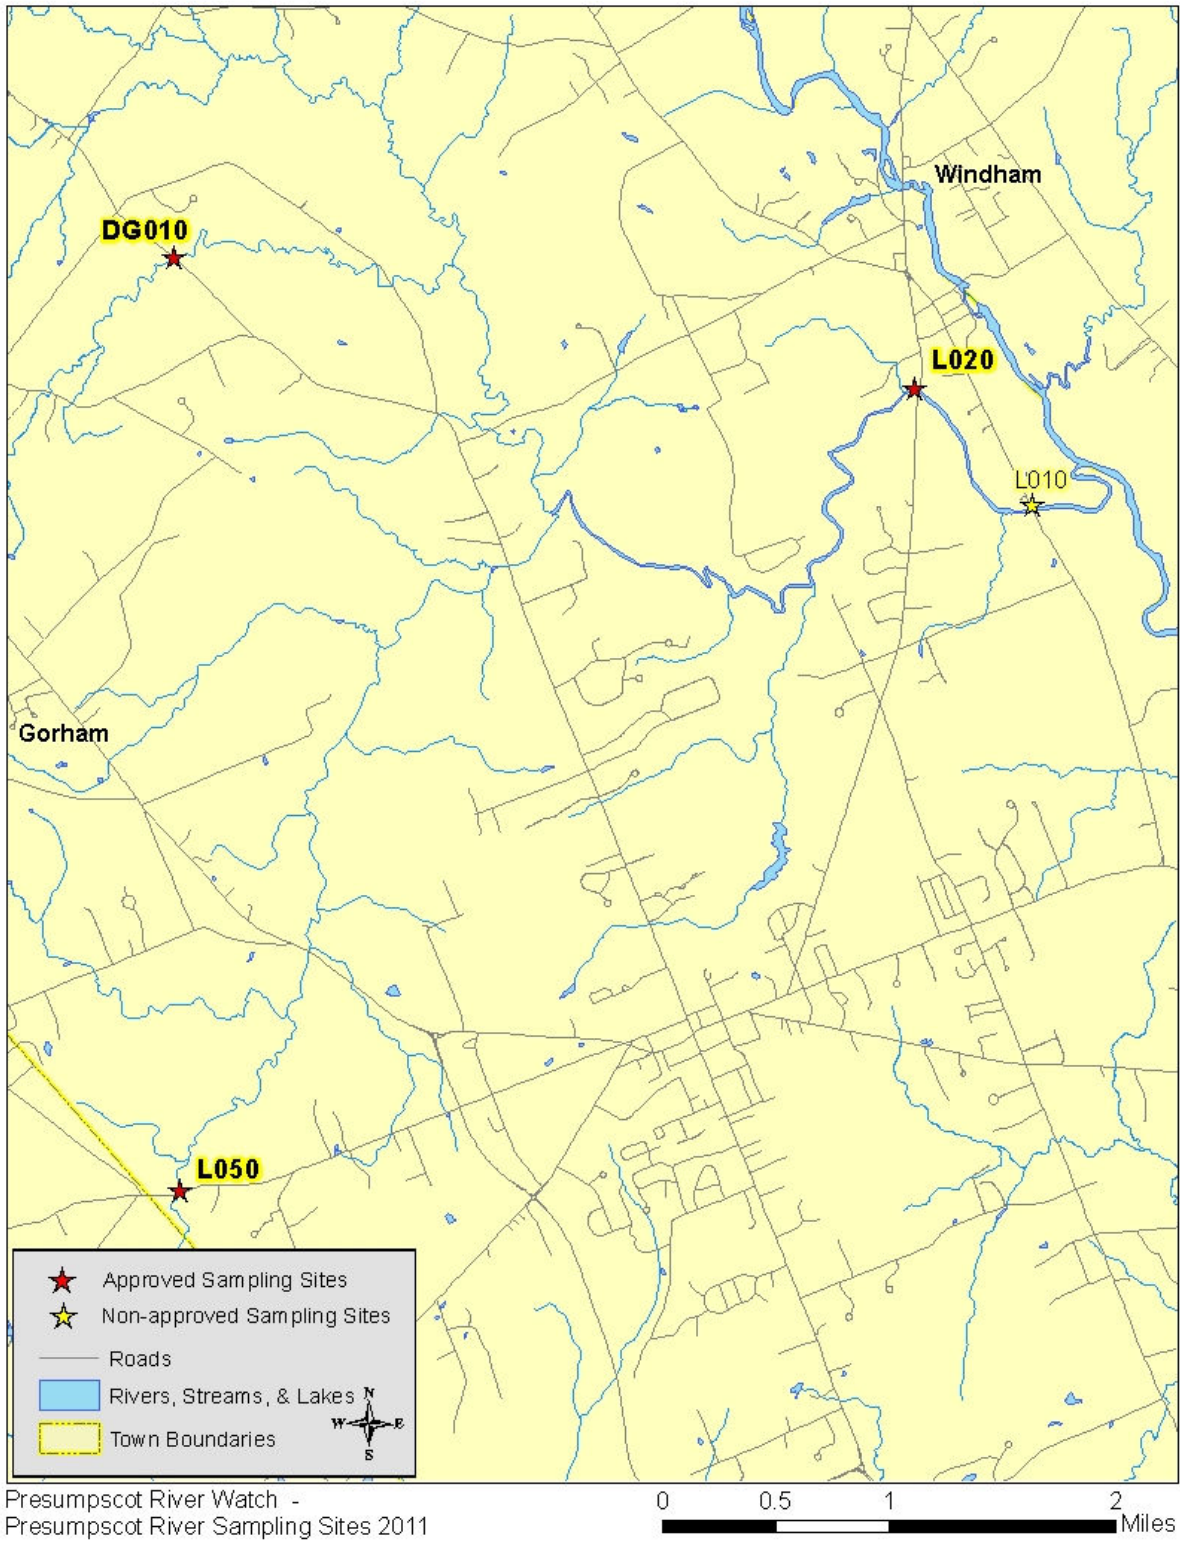 Windham
DG010
L020
L010
Gorham
L050
Approved Sampling Sites
Non-approved Sampling Sites
Roads
Rivers, Streams, & Lakes
Town Boundaries
N
W E
S
Presumpscot River Watch -
Presumpscot River Sampling Sites 2011
0 0.5 1 2
Miles